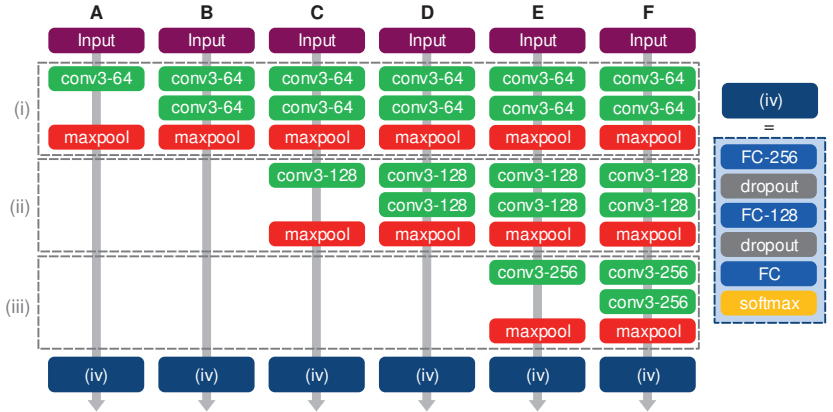 A B C D E F
Input Input Input Input Input Input
conv3-64 conv3-64 conv3-64 conv3-64 conv3-64 conv3-64
(i) conv3-64 conv3-64 conv3-64 conv3-64 conv3-64
maxpool maxpool maxpool maxpool maxpool maxpool
conv3-128 conv3-128 conv3-128 conv3-128
(ii) conv3-128 conv3-128 conv3-128
maxpool maxpool maxpool maxpool
conv3-256 conv3-256
(iii) conv3-256
maxpool maxpool
(iv) (iv) (iv) (iv) (iv) (iv)
(iv)
=
FC-256
dropout
FC-128
dropout
FC
softmax